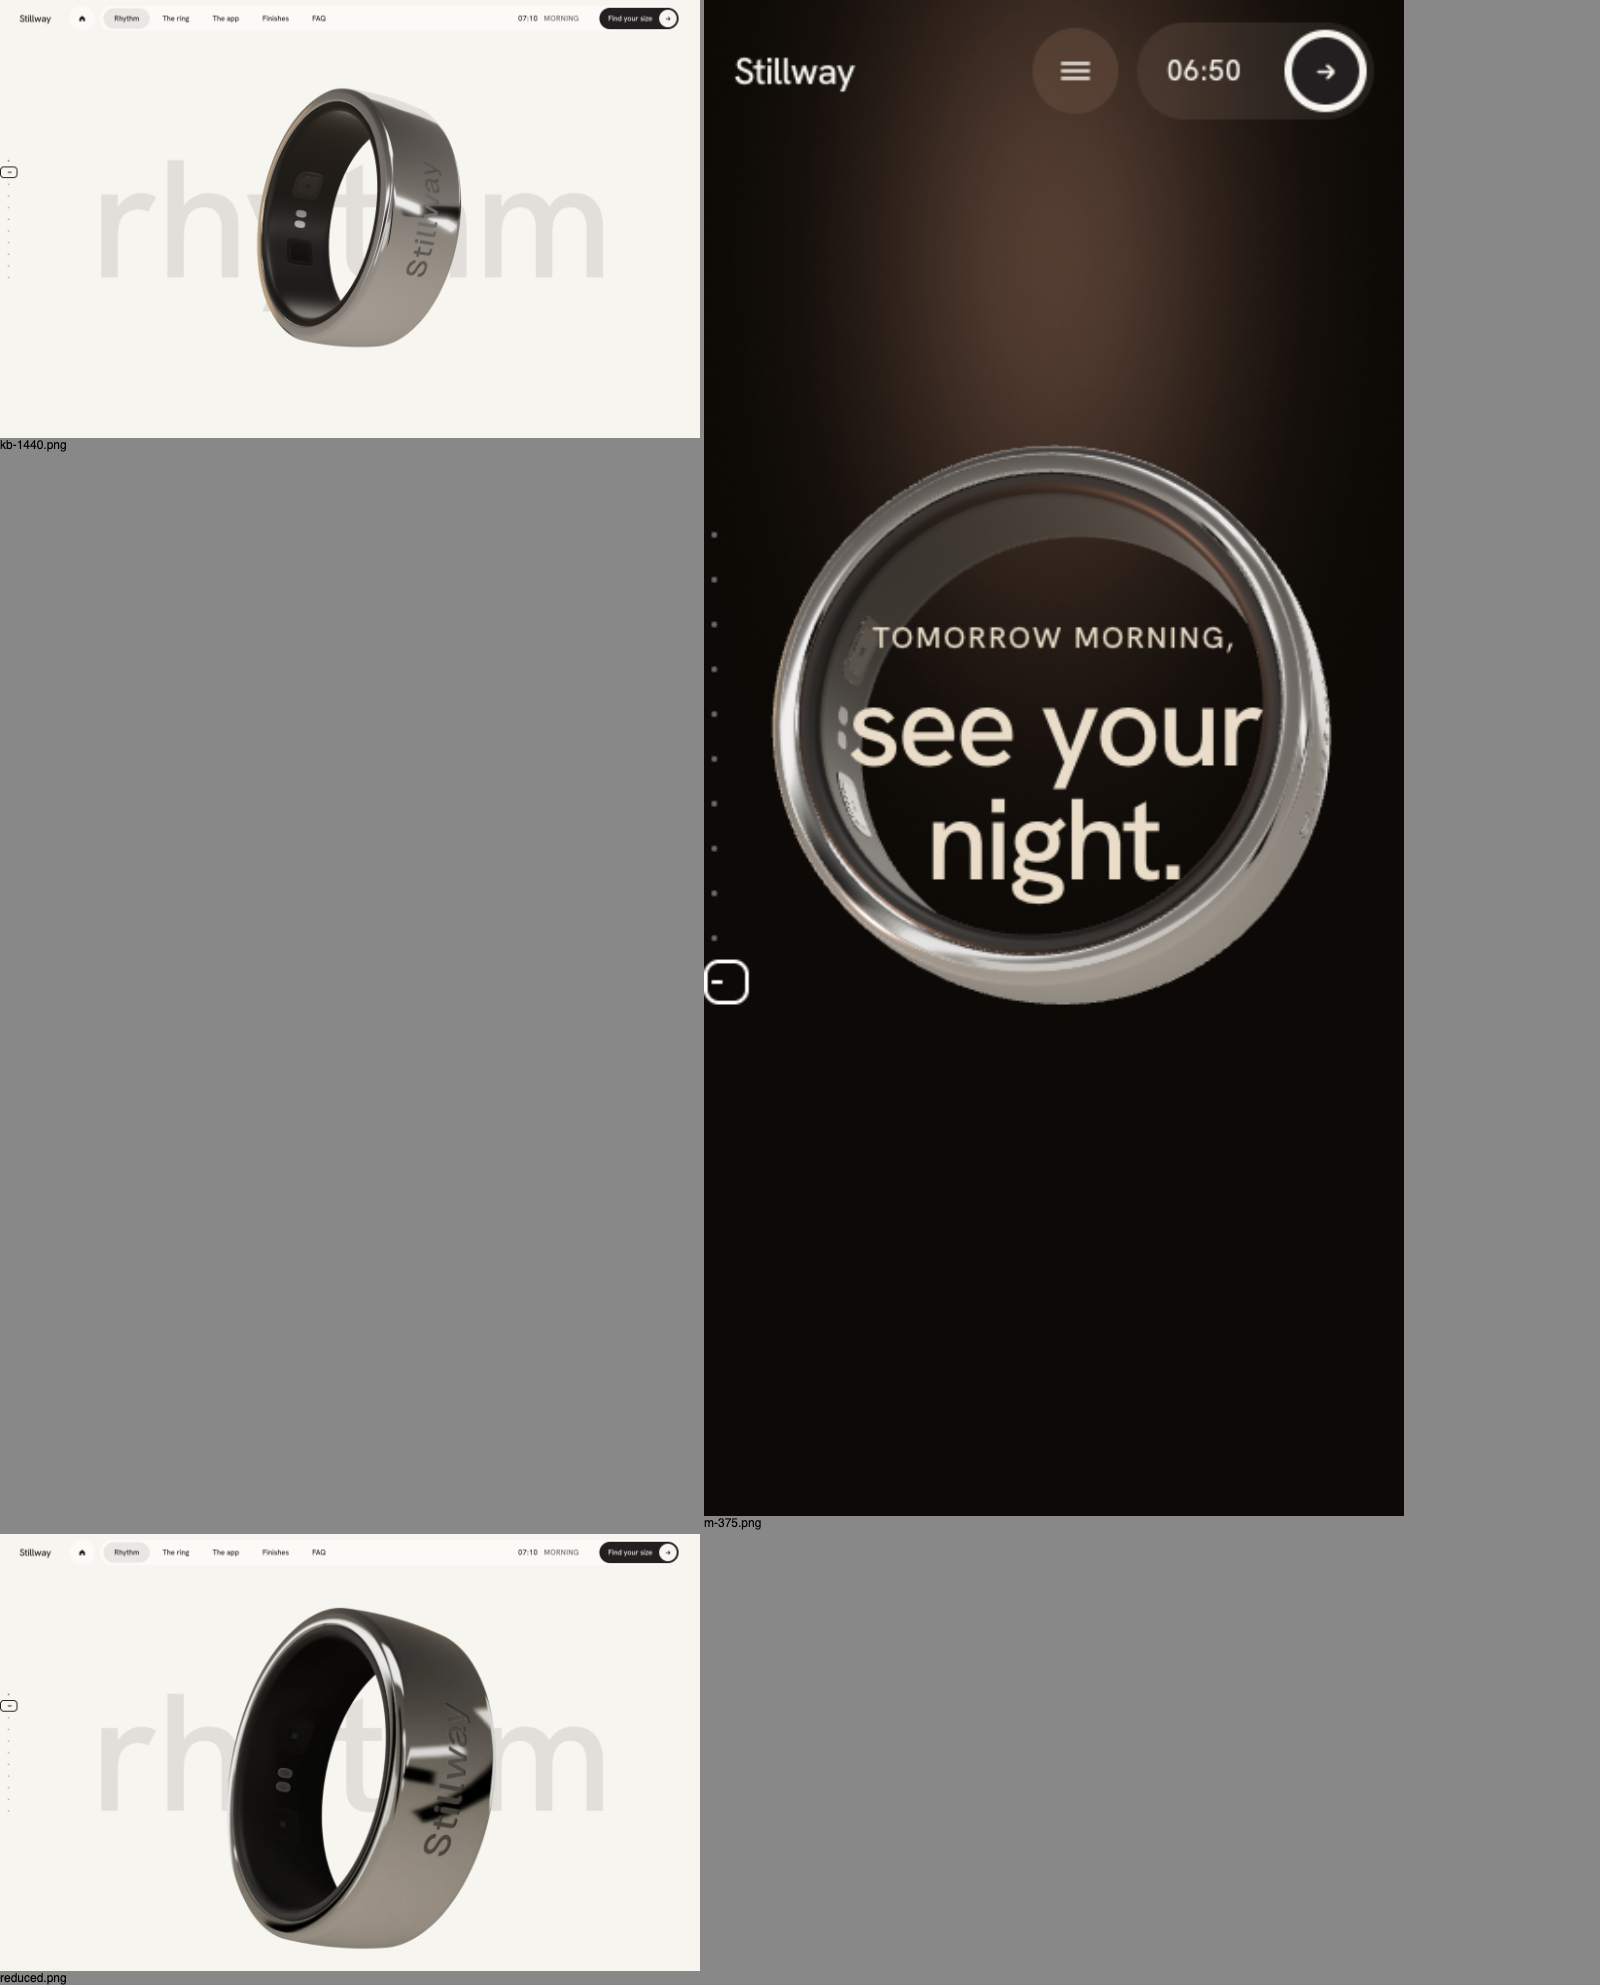 Stillway
Rhythm
The ring
The app
Finishes
FAQ
07:10 MORNING
Find your size
rhythm
Stillway
kb-1440.png
Stillway
06:50
TOMORROW MORNING,
see your
night.
m-375.png
Stillway
Rhythm
The ring
The app
Finishes
FAQ
07:10 MORNING
Find your size
rh t m
Stillway
reduced.png